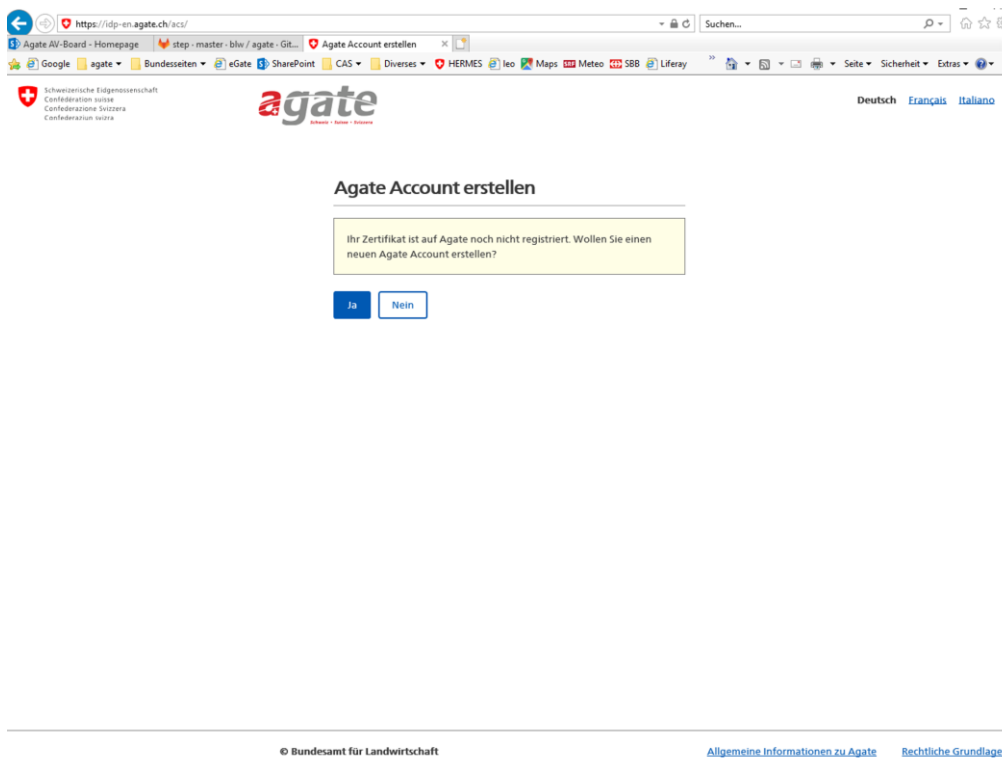 https://idp-en.agate.ch/acs/
Suchen...
Agate AV-Board - Homepage
step · master · blw / agate · Git...
Agate Account erstellen
Google agate Bundesseiten eGate SharePoint CAS Diverses HERMES leo Maps Meteo SBB Liferay
Seite Sicherheit Extras
Schweizerische Eidgenossenschaft
Confédération suisse
Confederazione Svizzera
Confederaziun svizra
agate
Schweiz • Suisse • Svizzera
Deutsch Français Italiano
Agate Account erstellen
Ihr Zertifikat ist auf Agate noch nicht registriert. Wollen Sie einen
neuen Agate Account erstellen?
Ja Nein
© Bundesamt für Landwirtschaft
Allgemeine Informationen zu Agate Rechtliche Grundlage